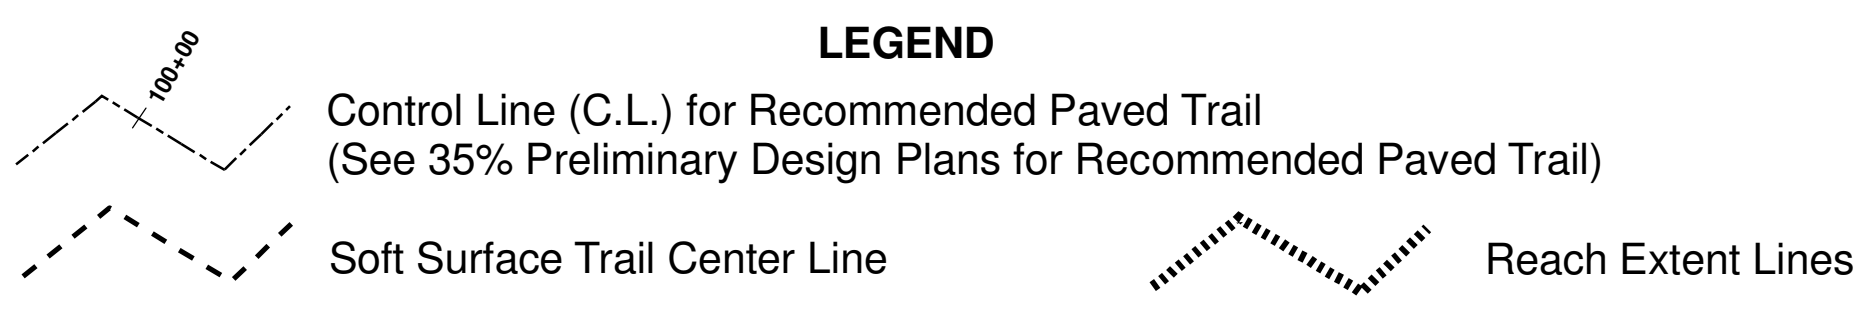 LEGEND
100+00
Control Line (C.L.) for Recommended Paved Trail
(See 35% Preliminary Design Plans for Recommended Paved Trail)
Soft Surface Trail Center Line
Reach Extent Lines